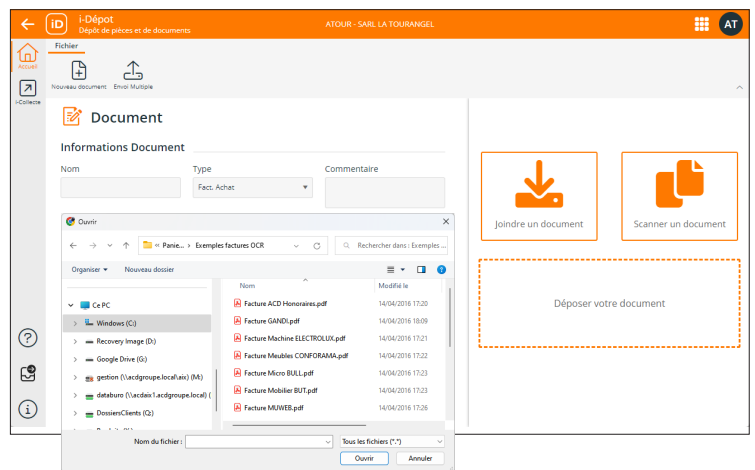 iD
i-Dépôt
Dépôt de pièces et de documents
ATOUR - SARL LA TOURANGEL
AT
Accueil
i-Collecte
Fichier
Nouveau document
Envoi Multiple
Document
Informations Document
Nom
Type
Commentaire
Fact. Achat
Joindre un document
Scanner un document
Déposer votre document
Ouvrir
« Panie... › Exemples factures OCR
Rechercher dans : Exemples ...
Organiser
Nouveau dossier
Nom
Modifié le
Ce PC
Windows (C:)
Recovery Image (D:)
Google Drive (G:)
gestion (\\acdgroupe.local\aix) (M:)
databuro (\\acdaix1.acdgroupe.local) (
DossiersClients (Q:)
Facture ACD Honoraires.pdf 14/04/2016 17:20
Facture GANDI.pdf 14/04/2016 18:09
Facture Machine ELECTROLUX.pdf 14/04/2016 17:21
Facture Meubles CONFORAMA.pdf 14/04/2016 17:22
Facture Micro BULL.pdf 14/04/2016 17:23
Facture Mobilier BUT.pdf 14/04/2016 17:23
Facture MUWEB.pdf 14/04/2016 17:26
Nom du fichier :
Tous les fichiers (*.*)
Ouvrir
Annuler